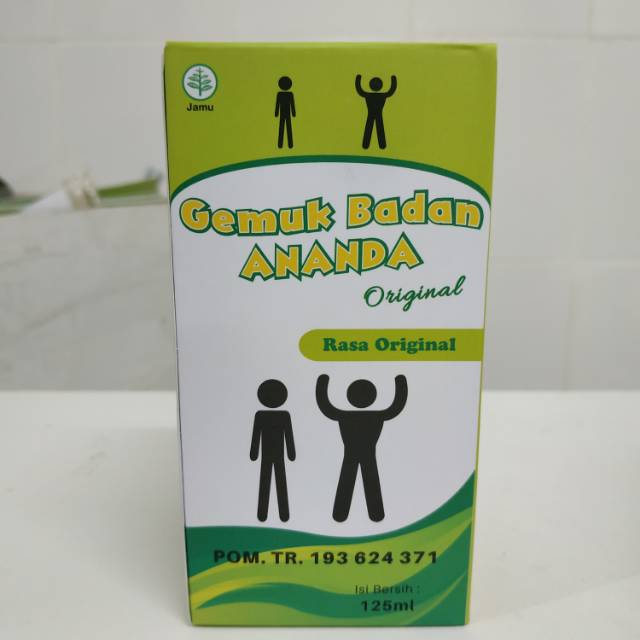 Jamu
Gemuk Badan
ANANDA
Original
Rasa Original
POM. TR. 193 624 371
Isi Bersih :
125ml